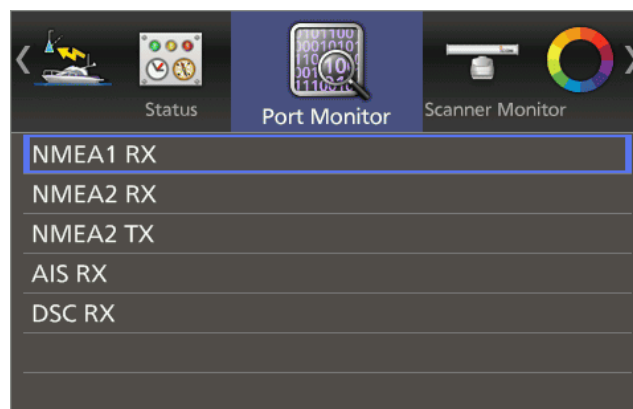 Status
Port Monitor
Scanner Monitor
NMEA1 RX
NMEA2 RX
NMEA2 TX
AIS RX
DSC RX